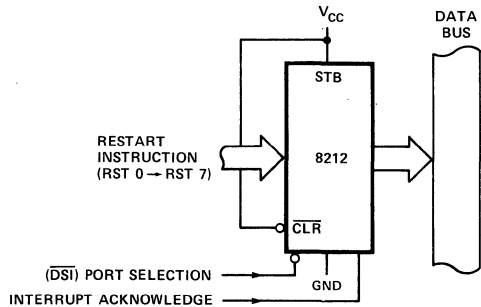 VCC
DATA
BUS
STB
RESTART
INSTRUCTION
(RST 0 → RST 7)
8212
CLR
(DSI) PORT SELECTION
GND
INTERRUPT ACKNOWLEDGE